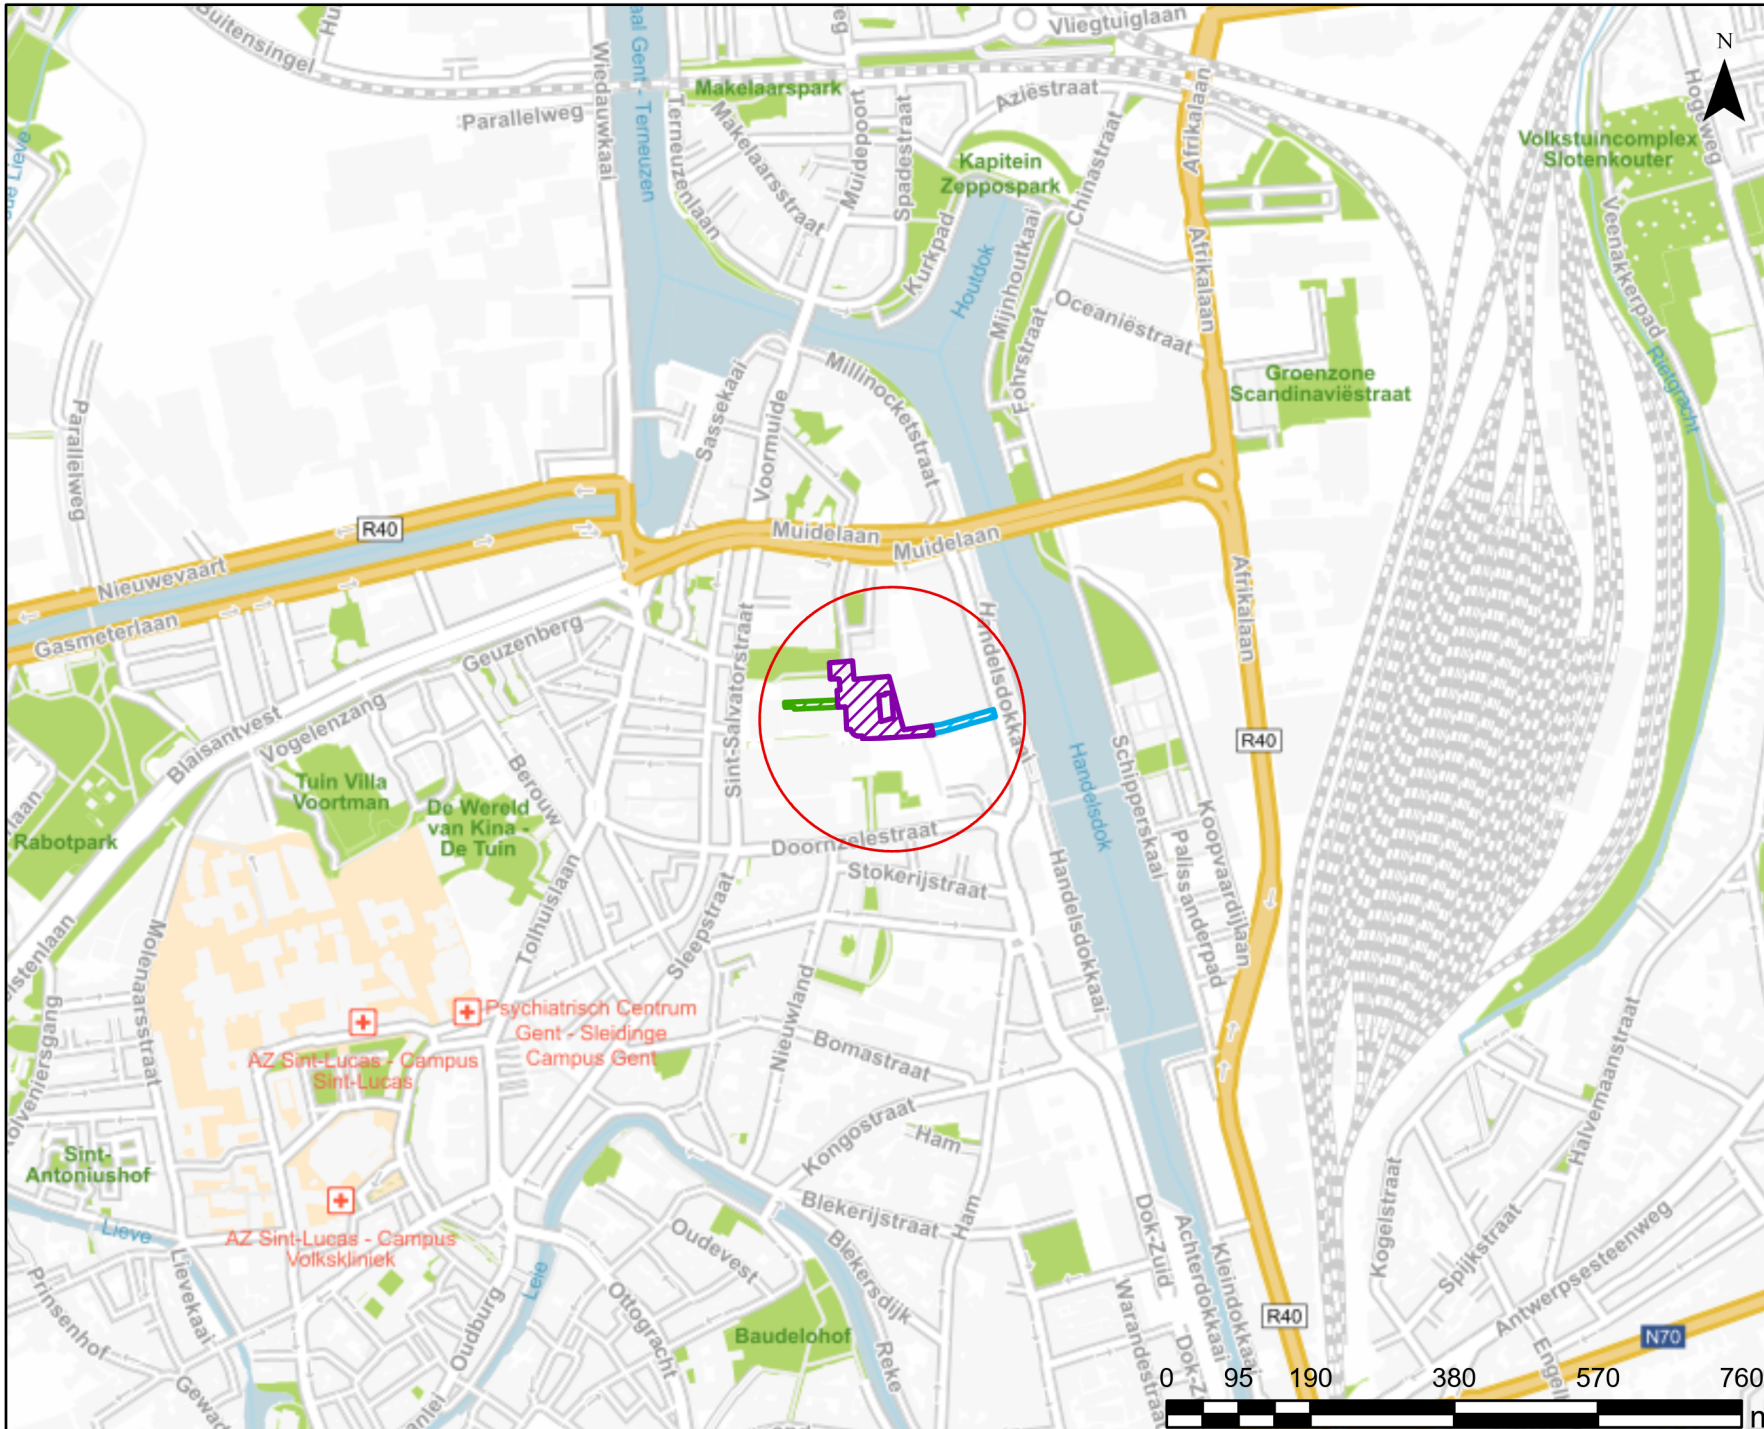 Buitensingel
Wiedauwkaai
Vliegtuiglaan
N
Parallelweg
Terneuzenlaan
Makelaarspark
Makelaarsstraat
Muidepoort
Spadestraat
Aziëstraat
Afrikalaan
Kapitein
Zeppospark
Chinastraat
Volkstuincomplex
Slotenkouter
Veenakkerpad
Rietgracht
Kurkpad
Houtdok
Mijnhoutkaai
Fohrstraat
Oceaniëstraat
Afrikalaan
Groenzone
Scandinaviëstraat
Parallelweg
Sassekaai
Voormuide
Millinocketstraat
R40
Muidelaan
Muidelaan
Nieuwevaart
Gasmeterlaan
Geuzenberg
Sint-Salvatorstraat
Handelsdokkaai
Afrikalaan
R40
Blaisantvest
Vogelenzang
Tuin Villa
Voortman
De Wereld
van Kina -
De Tuin
Berouw
Rabotpark
Handelsdok
Schipperskaai
Koopvaardijlaan
Palissanderpad
Doornzelestraat
Stokerijstraat
Handelsdokkaai
Tolhuislaan
Sleepstraat
Molenaarsstraat
Nieuwland
Psychiatrisch Centrum
Gent - Sleidinge
Campus Gent
AZ Sint-Lucas - Campus
Sint-Lucas
Bomastraat
Kongostraat
Ham
Halvemaanstraat
Sint-
Antoniushof
Lieve
AZ Sint-Lucas - Campus
Volkskliniek
Lievekaai
Prinsenhof
Leie
Oudburg
Oudevest
Ottogracht
Blekerijstraat
Blekersdijk
Ham
Baudelohof
Reke
Dok-Zuid
Achterdokkaai
Kleindokkaai
Kogelstraat
Spijkstraat
Antwerpsesteenweg
R40
N70
0 95 190 380 570 760